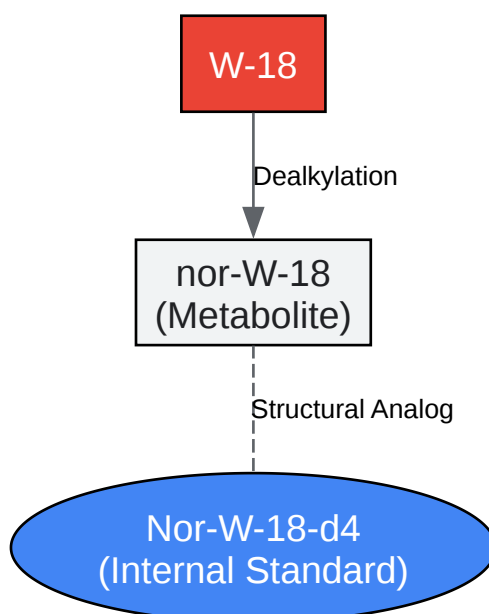 W-18
Dealkylation
nor-W-18
(Metabolite)
Structural Analog
Nor-W-18-d4
(Internal Standard)